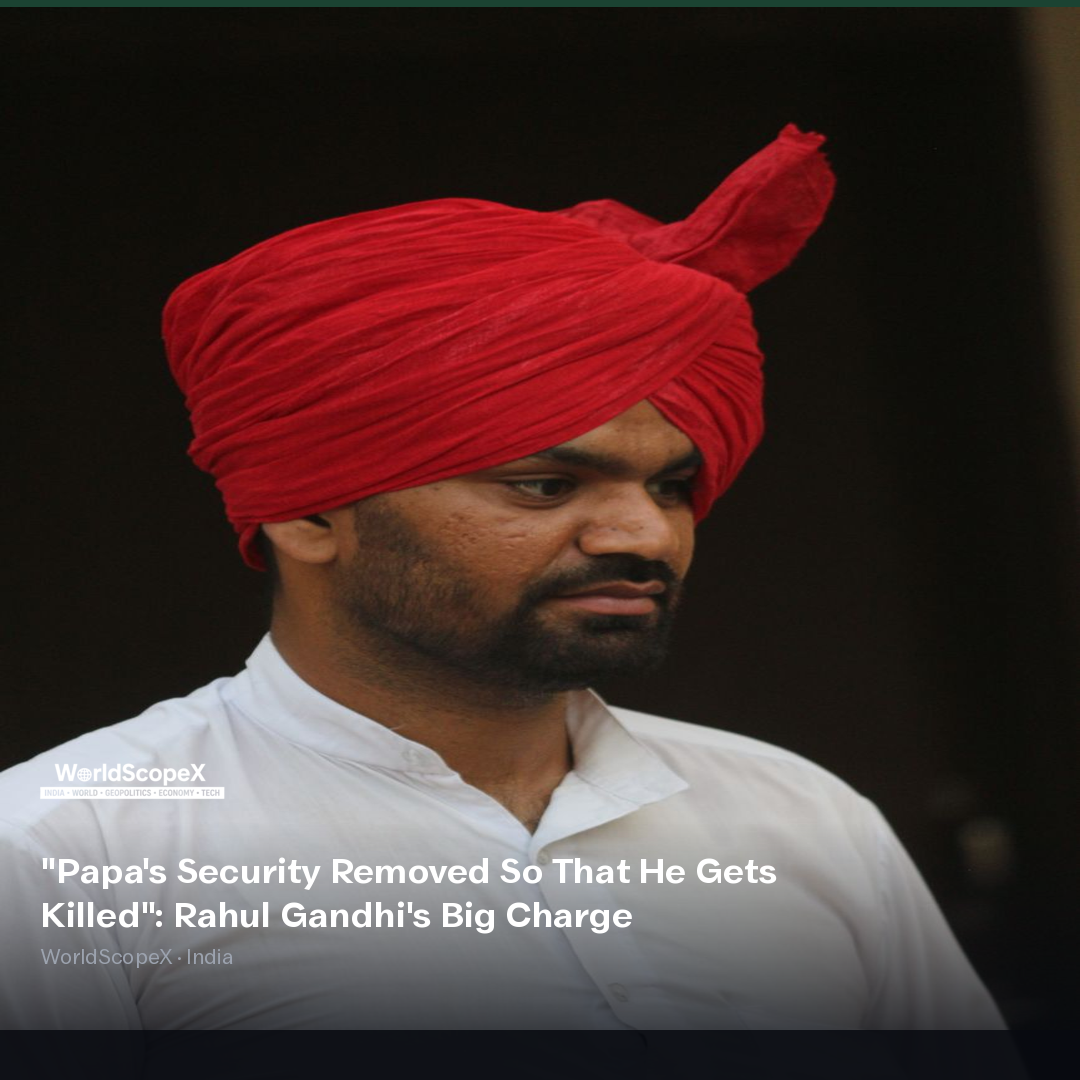 WorldScopeX
INDIA • WORLD • GEOPOLITICS • ECONOMY • TECH
"Papa's Security Removed So That He Gets
Killed": Rahul Gandhi's Big Charge
WorldScopeX · India